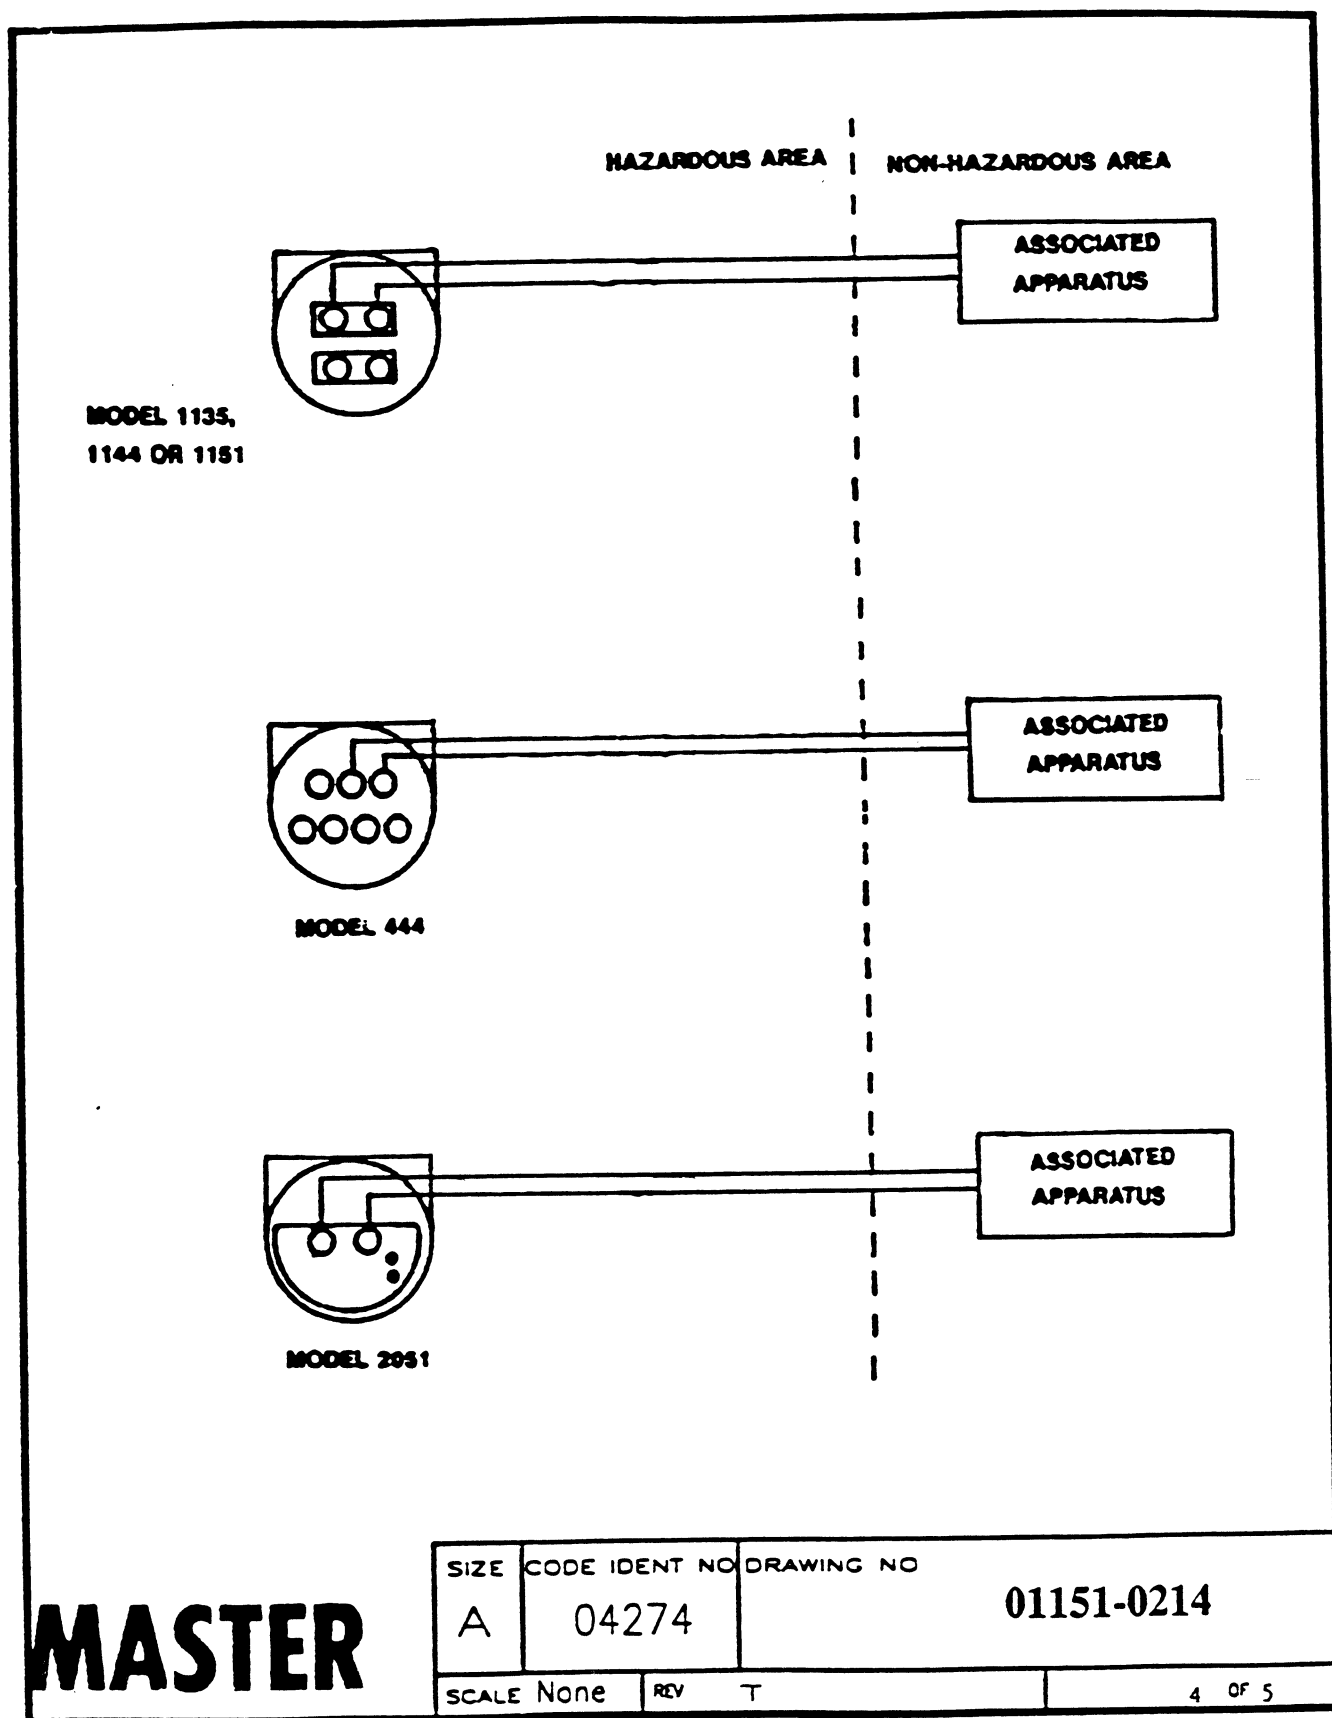 HAZARDOUS AREA
NON-HAZARDOUS AREA
ASSOCIATED
APPARATUS
MODEL 1135,
1144 OR 1151
ASSOCIATED
APPARATUS
MODEL 444
ASSOCIATED
APPARATUS
MODEL 2051
MASTER
SIZE
A
CODE IDENT NO
04274
DRAWING NO
01151-0214
SCALE None
REV T
4 OF 5